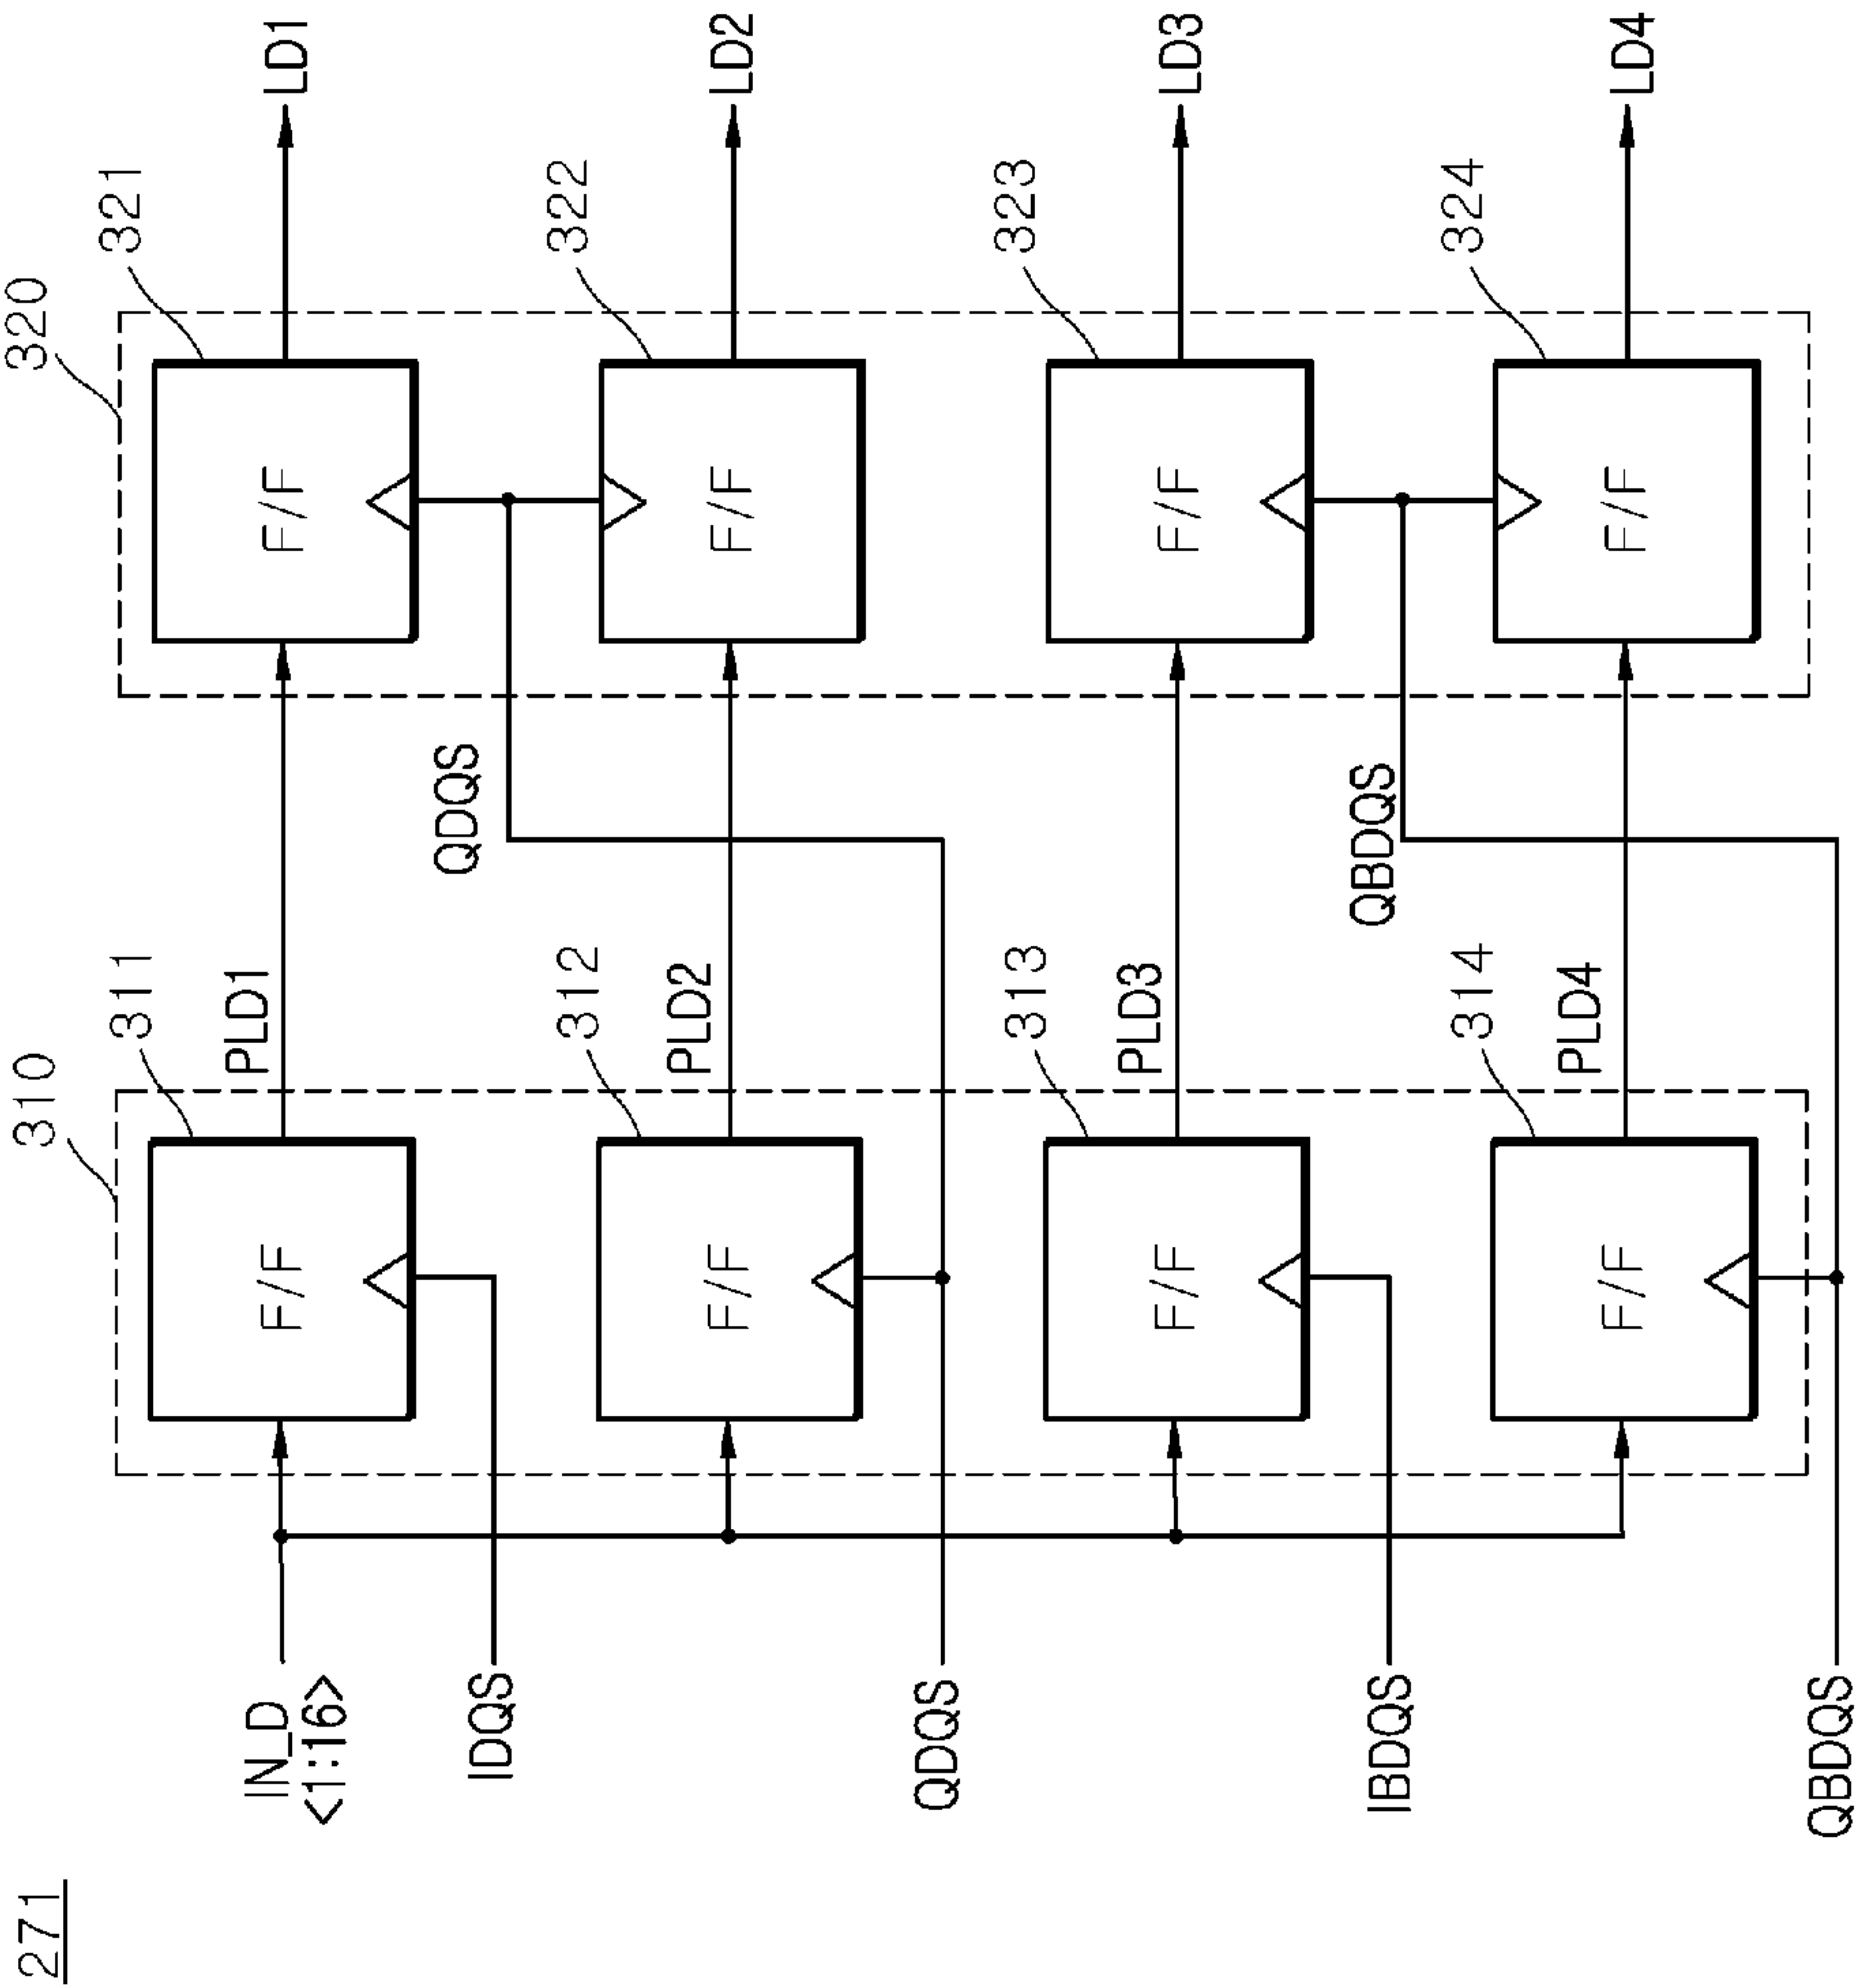 271
320
321
322
323
324
LD1
LD2
LD3
LD4
F/F
F/F
F/F
F/F
QDQS
QBDQS
310
311
312
313
314
PLD1
PLD2
PLD3
PLD4
F/F
F/F
F/F
F/F
IN_D
<1:16>
IDQS
QDQS
IBDQS
QBDQS